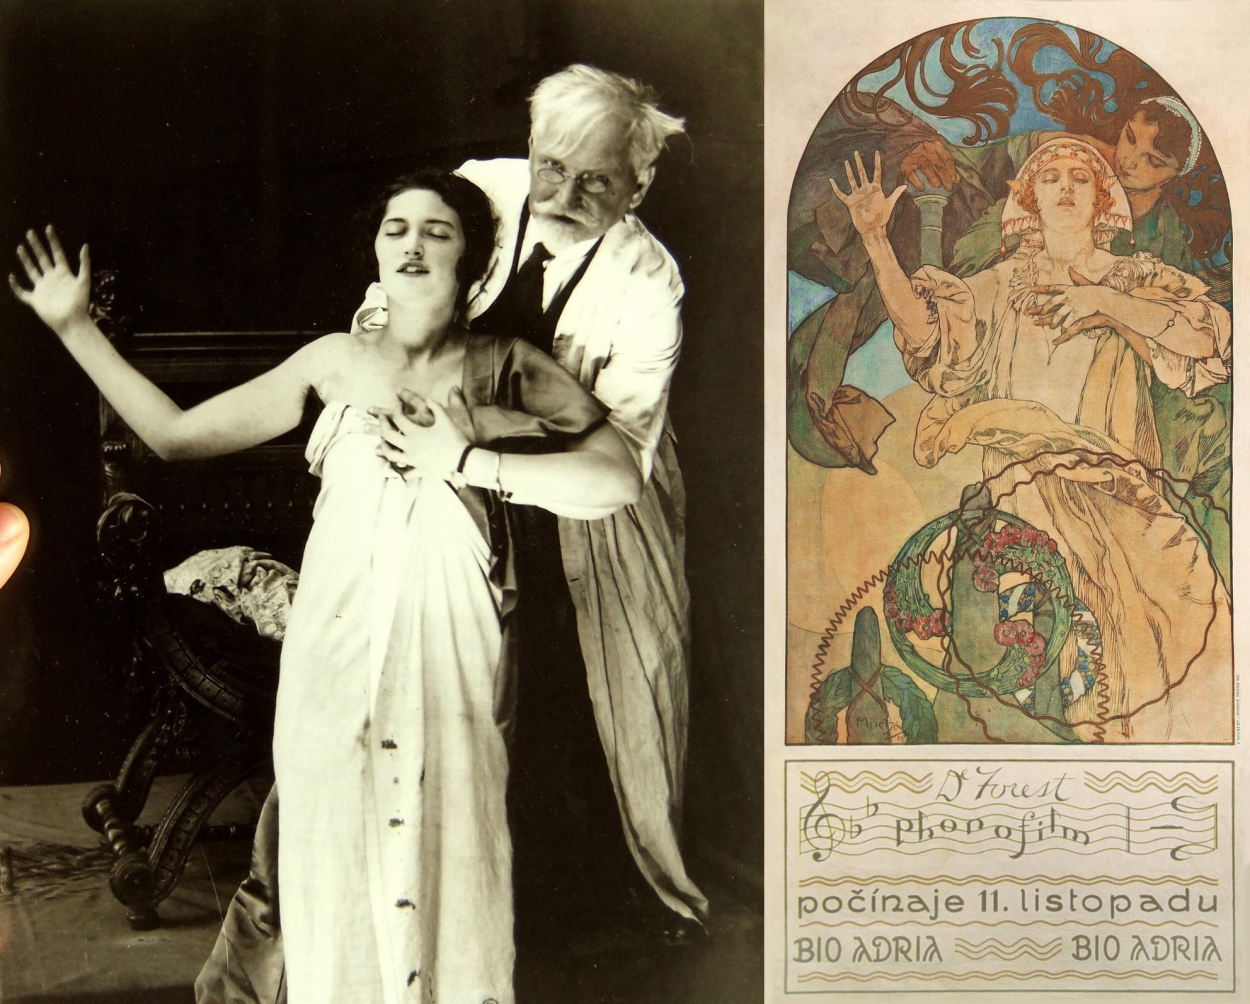 Mucha
De Forest
phonofilm
počínaje 11. listopadu
BIO ADRIA BIO ADRIA